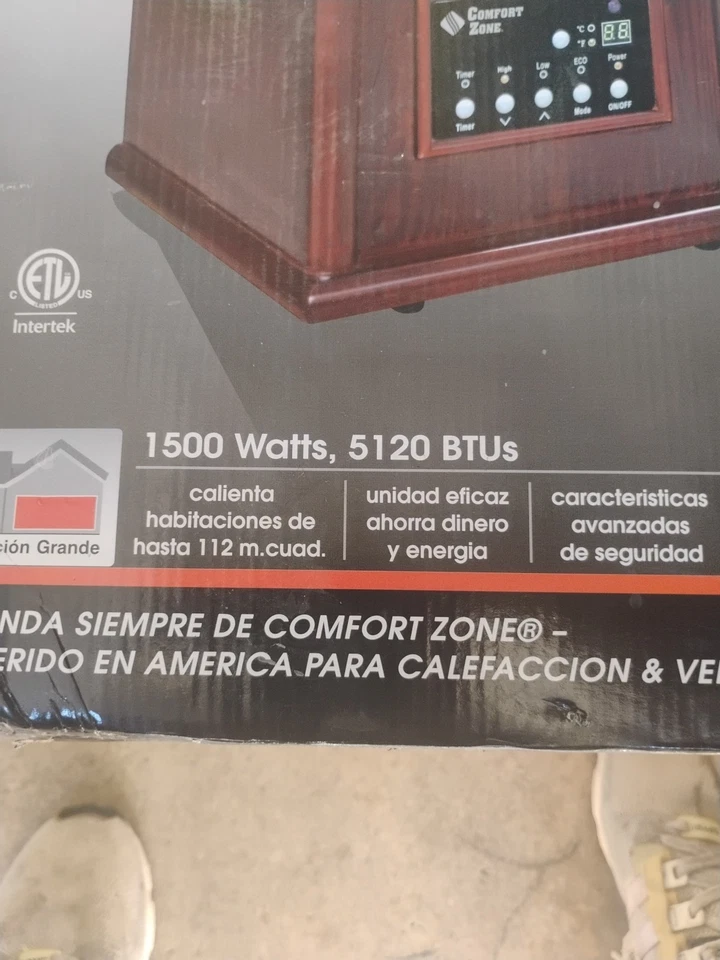 COMFORT
ZONE.
°C
°F
88
Timer High Low ECO Power
Timer Mode ON/OFF
ETL
LISTED
C US
Intertek
1500 Watts, 5120 BTUs
calienta
habitaciones de
hasta 112 m.cuad.
unidad eficaz
ahorra dinero
y energia
caracteristicas
avanzadas
de seguridad
ción Grande
NDA SIEMPRE DE COMFORT ZONE® –
ERIDO EN AMERICA PARA CALEFACCION & VE